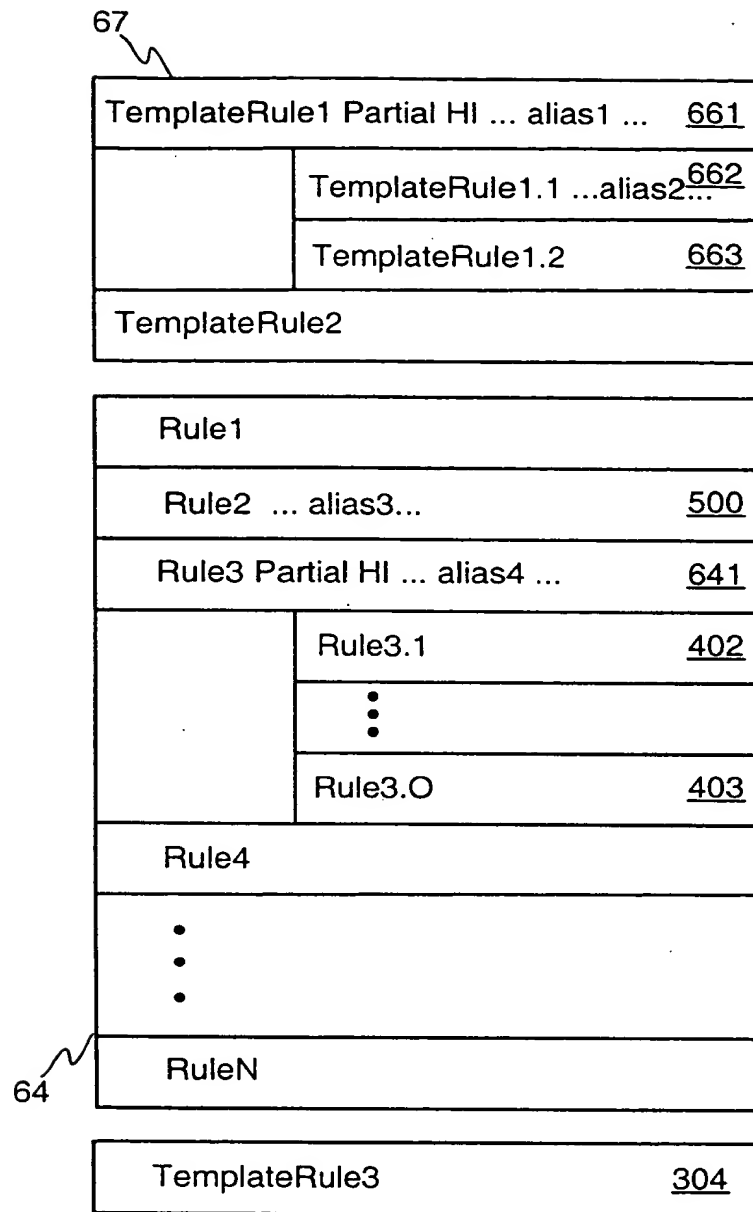 67
TemplateRule1 Partial HI ... alias1 ... 661
TemplateRule1.1 ...alias2... 662
TemplateRule1.2 663
TemplateRule2
Rule1
Rule2 ... alias3... 500
Rule3 Partial HI ... alias4 ... 641
Rule3.1 402
Rule3.O 403
Rule4
RuleN
64
TemplateRule3 304